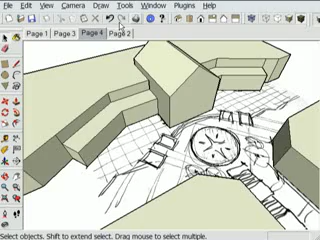 File Edit View Camera Draw Tools Window Plugins Help
Page 1 Page 3 Page 4 Page 2
Select objects. Shift to extend select. Drag mouse to select multiple.